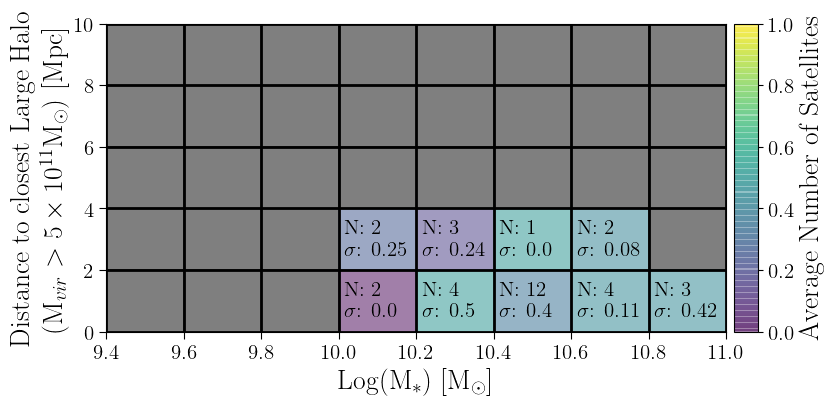 Distance to closest Large Halo
(M_{vir} > 5 × 10^{11}M_⊙) [Mpc]
10
8
6
4
2
0
N: 2
σ: 0.25
N: 3
σ: 0.24
N: 1
σ: 0.0
N: 2
σ: 0.08
N: 2
σ: 0.0
N: 4
σ: 0.5
N: 12
σ: 0.4
N: 4
σ: 0.11
N: 3
σ: 0.42
9.4 9.6 9.8 10.0 10.2 10.4 10.6 10.8 11.0
Log(M_*) [M_⊙]
1.0
0.8
0.6
0.4
0.2
0.0
Average Number of Satellites